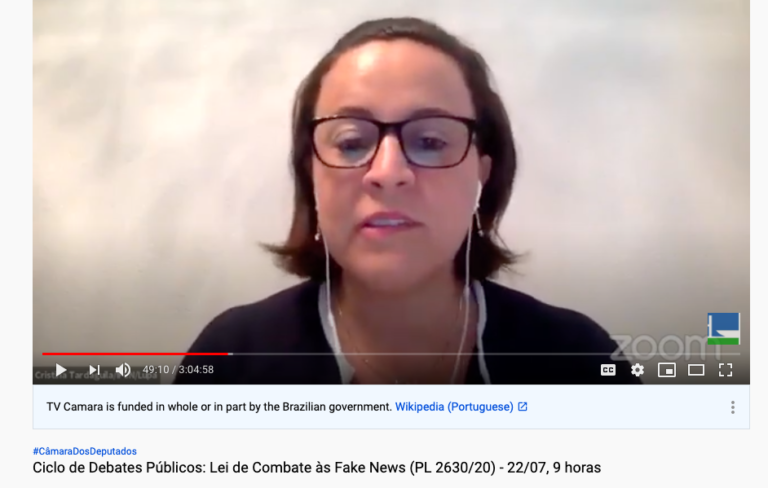 zoom
49:10 / 3:04:58
CC
TV Camara is funded in whole or in part by the Brazilian government. Wikipedia (Portuguese)
#CâmaraDosDeputados
Ciclo de Debates Públicos: Lei de Combate às Fake News (PL 2630/20) - 22/07, 9 horas